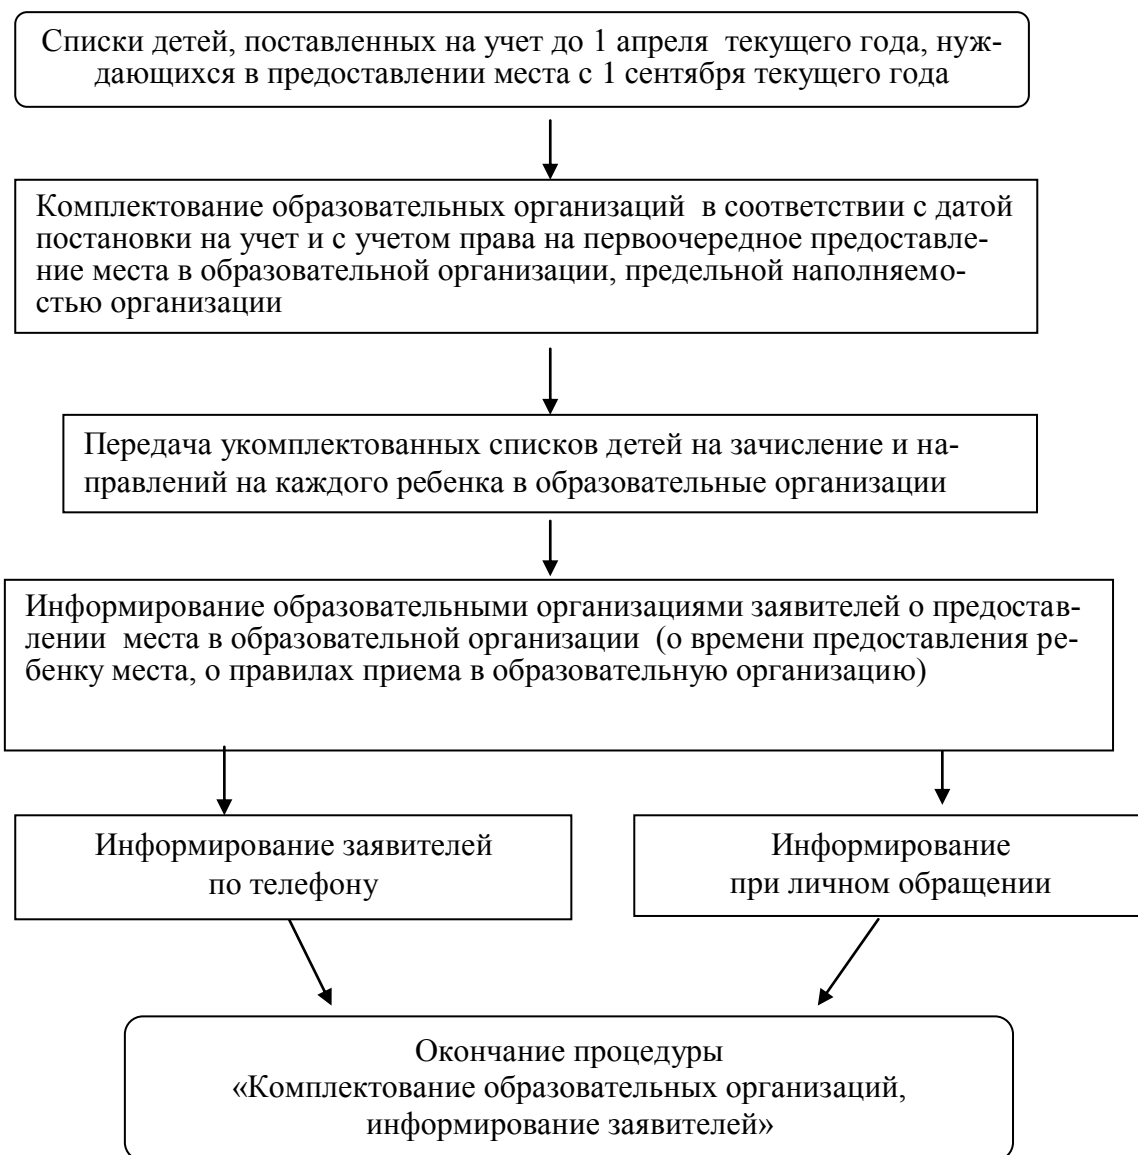 Списки детей, поставленных на учет до 1 апреля  текущего года, нуж-
дающихся в предоставлении места с 1 сентября текущего года
Комплектование образовательных организаций  в соответствии с датой
постановки на учет и с учетом права на первоочередное предоставле-
ние места в образовательной организации, предельной наполняемо-
стью организации
Передача укомплектованных списков детей на зачисление и на-
правлений на каждого ребенка в образовательные организации
Информирование образовательными организациями заявителей о предостав-
лении  места в образовательной организации  (о времени предоставления ре-
бенку места, о правилах приема в образовательную организацию)
Информирование заявителей
по телефону
Информирование
при личном обращении
Окончание процедуры
«Комплектование образовательных организаций,
информирование заявителей»